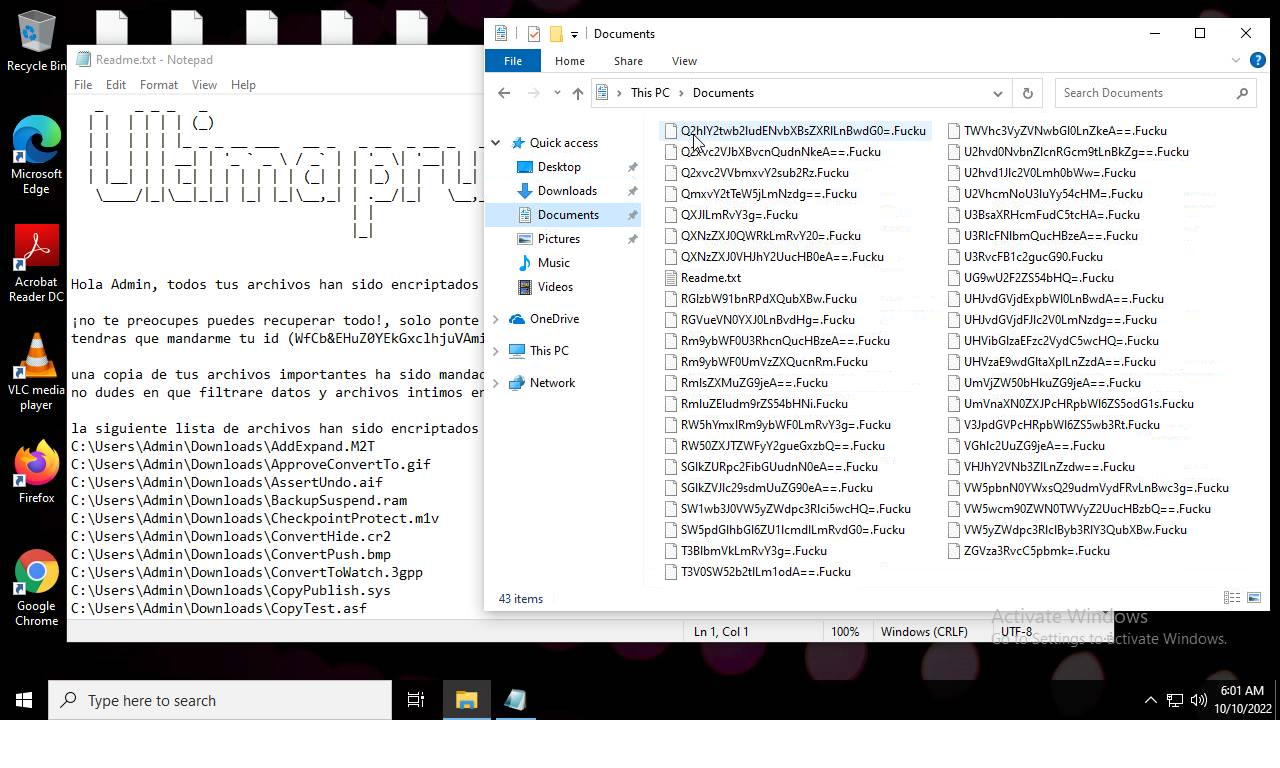 Recycle Bin
Microsoft
Edge
Acrobat
Reader DC
VLC media
player
Firefox
Google
Chrome
Readme.txt - Notepad
File Edit Format View Help
Hola Admin, todos tus archivos han sido encriptados
¡no te preocupes puedes recuperar todo!, solo ponte
tendras que mandarme tu id (WfCb&EHuZ0YEkGxclhjuVAmi
una copia de tus archivos importantes ha sido mandad
no dudes en que filtrare datos y archivos intimos en
la siguiente lista de archivos han sido encriptados
C:\Users\Admin\Downloads\AddExpand.M2T
C:\Users\Admin\Downloads\ApproveConvertTo.gif
C:\Users\Admin\Downloads\AssertUndo.aif
C:\Users\Admin\Downloads\BackupSuspend.ram
C:\Users\Admin\Downloads\CheckpointProtect.m1v
C:\Users\Admin\Downloads\ConvertHide.cr2
C:\Users\Admin\Downloads\ConvertPush.bmp
C:\Users\Admin\Downloads\ConvertToWatch.3gpp
C:\Users\Admin\Downloads\CopyPublish.sys
C:\Users\Admin\Downloads\CopyTest.asf
Ln 1, Col 1 100% Windows (CRLF) UTF-8
Documents
File Home Share View
This PC Documents
Search Documents
Quick access
Desktop
Downloads
Documents
Pictures
Music
Videos
OneDrive
This PC
Network
Q2hlY2twb2ludENvbXBsZXRlLnBwdG0=.Fucku
Q2xvc2VJbXBvcnQudnNkeA==.Fucku
Q2xvc2VVbmxvY2sub2Rz.Fucku
QmxvY2tTeW5jLmNzdg==.Fucku
QXJlLmRvY3g=.Fucku
QXNzZXJ0QWRkLmRvY20=.Fucku
QXNzZXJ0VHJhY2UucHB0eA==.Fucku
Readme.txt
RGlzbW91bnRPdXQubXBw.Fucku
RGVueVN0YXJ0LnBvdHg=.Fucku
Rm9ybWF0U3RhcnQucHBzeA==.Fucku
Rm9ybWF0UmVzZXQucnRm.Fucku
RmlsZXMuZG9jeA==.Fucku
RmluZEludm9rZS54bHNi.Fucku
RW5hYmxlRm9ybWF0LmRvY3g=.Fucku
RW50ZXJTZWFyY2gueGxzbQ==.Fucku
SGlkZURpc2FibGUudnN0eA==.Fucku
SGlkZVJlc29sdmUuZG90eA==.Fucku
SW1wb3J0VW5yZWdpc3Rlci5wcHQ=.Fucku
SW5pdGlhbGl6ZU1lcmdlLmRvdG0=.Fucku
T3BlbmVkLmRvY3g=.Fucku
T3V0SW52b2tlLm1odA==.Fucku
TWVhc3VyZVNwbGl0LnZkeA==.Fucku
U2hvd0NvbnZlcnRGcm9tLnBkZg==.Fucku
U2hvd1Jlc2V0Lmh0bWw=.Fucku
U2VhcmNoU3luYy54cHM=.Fucku
U3BsaXRHcmFudC5tcHA=.Fucku
U3RlcFNlbmQucHBzeA==.Fucku
U3RvcFB1c2gucG90.Fucku
UG9wU2F2ZS54bHQ=.Fucku
UHJvdGVjdExpbWl0LnBwdA==.Fucku
UHJvdGVjdFJlc2V0LmNzdg==.Fucku
UHVibGlzaEFzc2VydC5wcHQ=.Fucku
UHVzaE9wdGltaXplLnZzdA==.Fucku
UmVjZW50bHkuZG9jeA==.Fucku
UmVnaXN0ZXJPcHRpbWl6ZS5odG1s.Fucku
V3JpdGVPcHRpbWl6ZS5wb3Rt.Fucku
VGhlc2UuZG9jeA==.Fucku
VHJhY2VNb3ZlLnZzdw==.Fucku
VW5pbnN0YWxsQ29udmVydFRvLnBwc3g=.Fucku
VW5wcm90ZWN0TWVyZ2UucHBzbQ==.Fucku
VW5yZWdpc3RlclByb3RlY3QubXBw.Fucku
ZGVza3RvcC5pbmk=.Fucku
43 items
Activate Windows
Go to Settings to activate Windows.
Type here to search
6:01 AM
10/10/2022